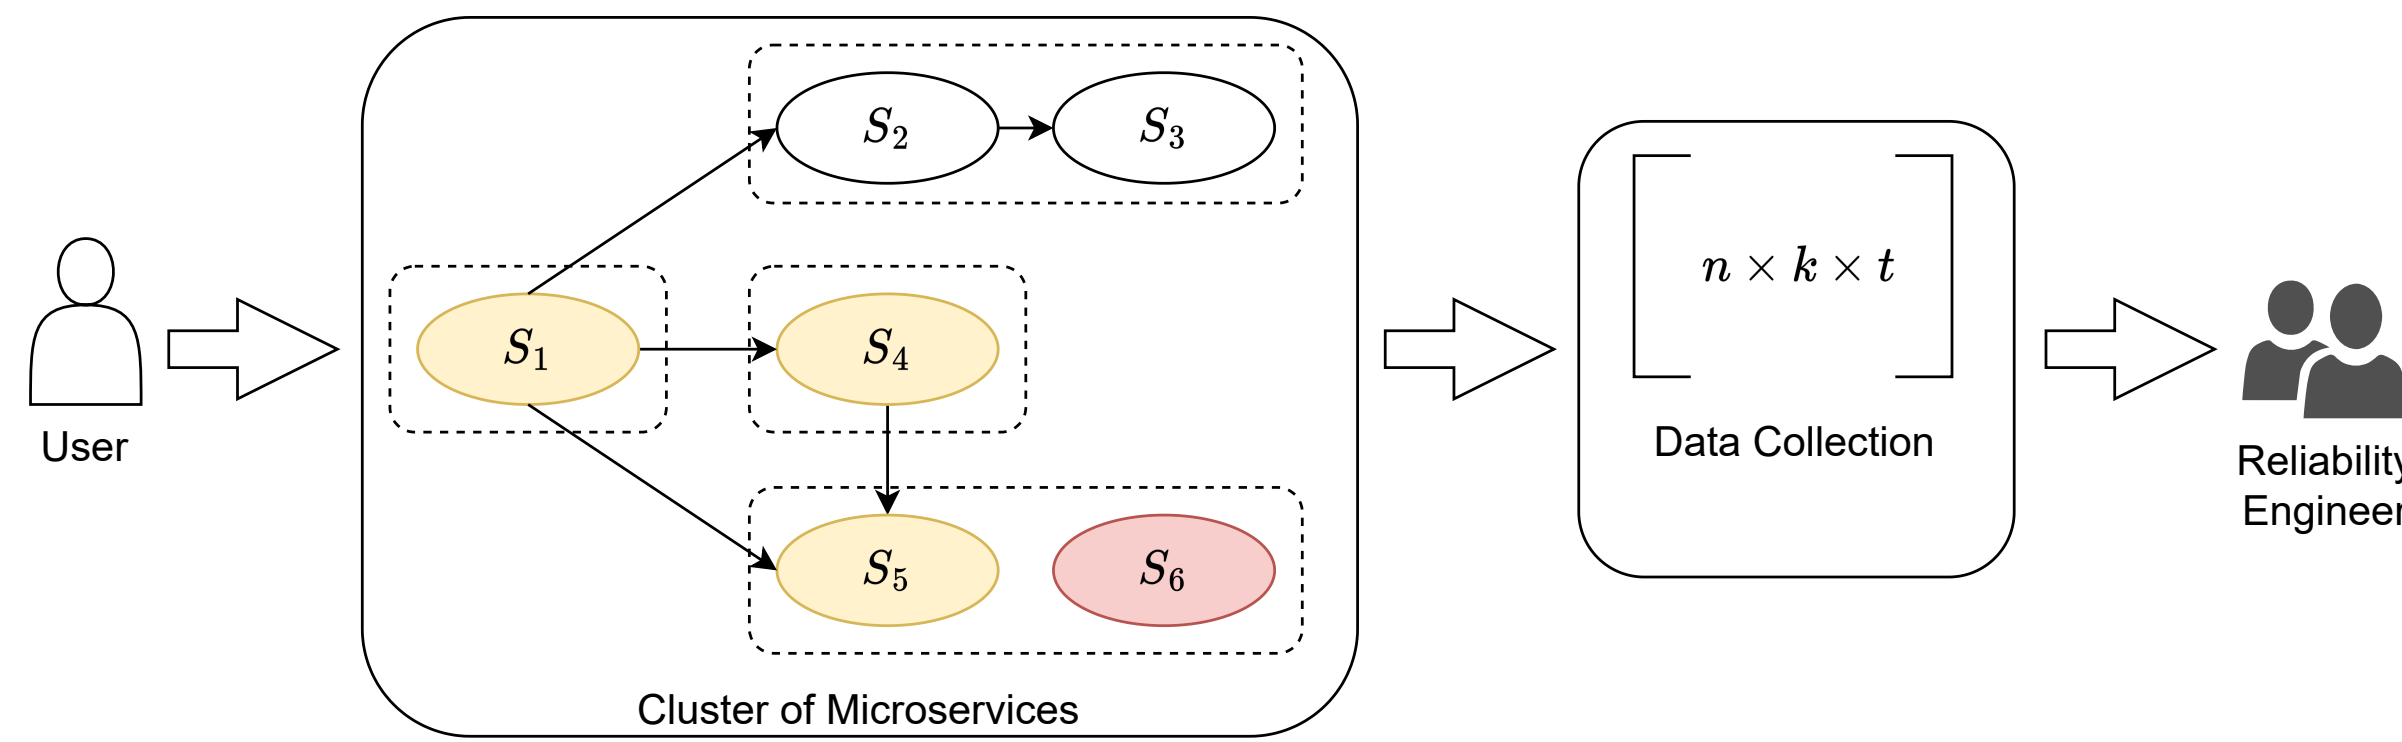 S₂
S₃
S₁
S₄
S₅
S₆
User
Cluster of Microservices
n × k × t
Data Collection
Reliability
Engineer